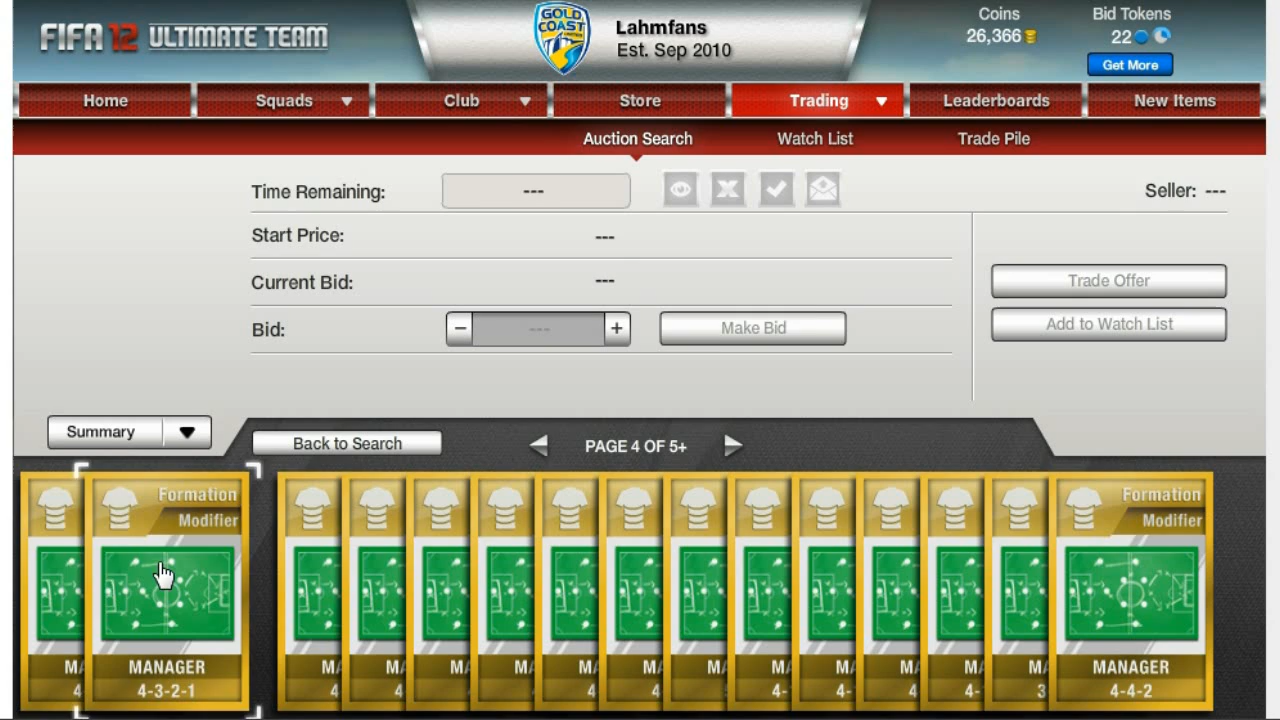 FIFA 12 ULTIMATE TEAM
GOLD
COAST
UNITED
Lahmfans
Est. Sep 2010
Coins
26,366
Bid Tokens
22
Get More
Home
Squads
Club
Store
Trading
Leaderboards
New Items
Auction Search
Watch List
Trade Pile
Time Remaining:
---
Seller: ---
Start Price:
---
Current Bid:
---
Bid:
− --- +
Make Bid
Trade Offer
Add to Watch List
Summary
Back to Search
PAGE 4 OF 5+
Formation
Modifier
MANAGER
4-3-2-1
Formation
Modifier
MANAGER
4-4-2